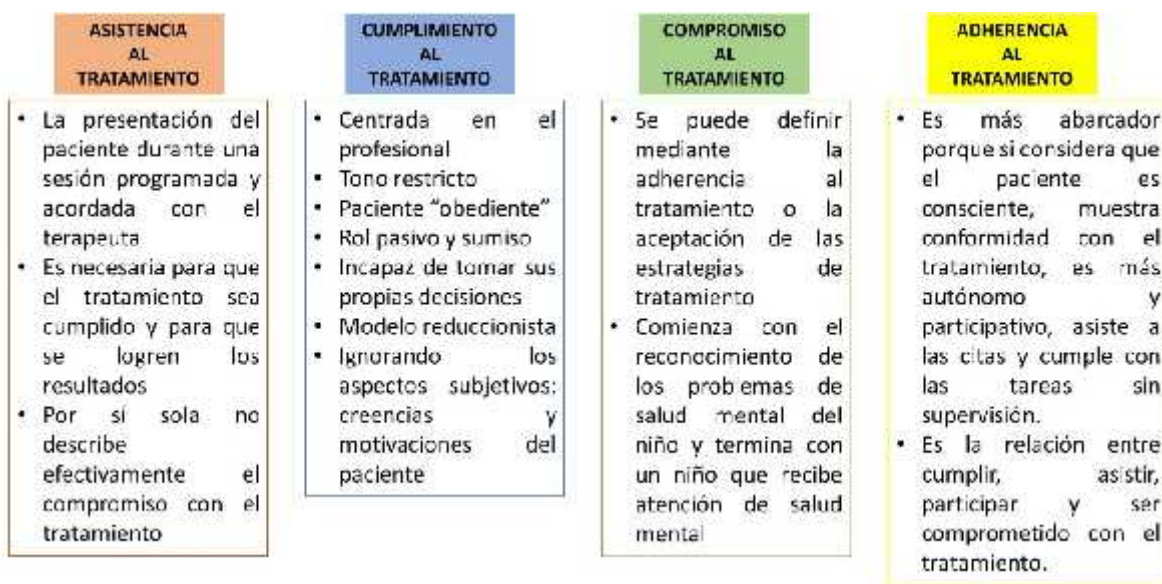 ASISTENCIA
AL
TRATAMIENTO
• La presentación del
paciente durante una
sesión programada y
acordada con el
terapeuta
• Es necesaria para que
el tratamiento sea
cumplido y para que
se logren los
resultados
• Por sí sola no
describe
efectivamente el
compromiso con el
tratamiento
CUMPLIMIENTO
AL
TRATAMIENTO
• Centrada en el
profesional
• Tono restricto
• Paciente "obediente"
• Rol pasivo y sumiso
• Incapaz de tomar sus
propias decisiones
• Modelo reduccionista
• Ignorando los
aspectos subjetivos:
creencias y
motivaciones del
paciente
COMPROMISO
AL
TRATAMIENTO
• Se puede definir
mediante la
adherencia al
tratamiento o la
aceptación de las
estrategias de
tratamiento
• Comienza con el
reconocimiento de
los problemas de
salud mental del
niño y termina con
un niño que recibe
atención de salud
mental
ADHERENCIA
AL
TRATAMIENTO
• Es más abarcador
porque si considera que
el paciente es
consciente, muestra
conformidad con el
tratamiento, es más
autónomo y
participativo, asiste a
las citas y cumple con
las tareas sin
supervisión.
• Es la relación entre
cumplir, asistir,
participar y ser
comprometido con el
tratamiento.